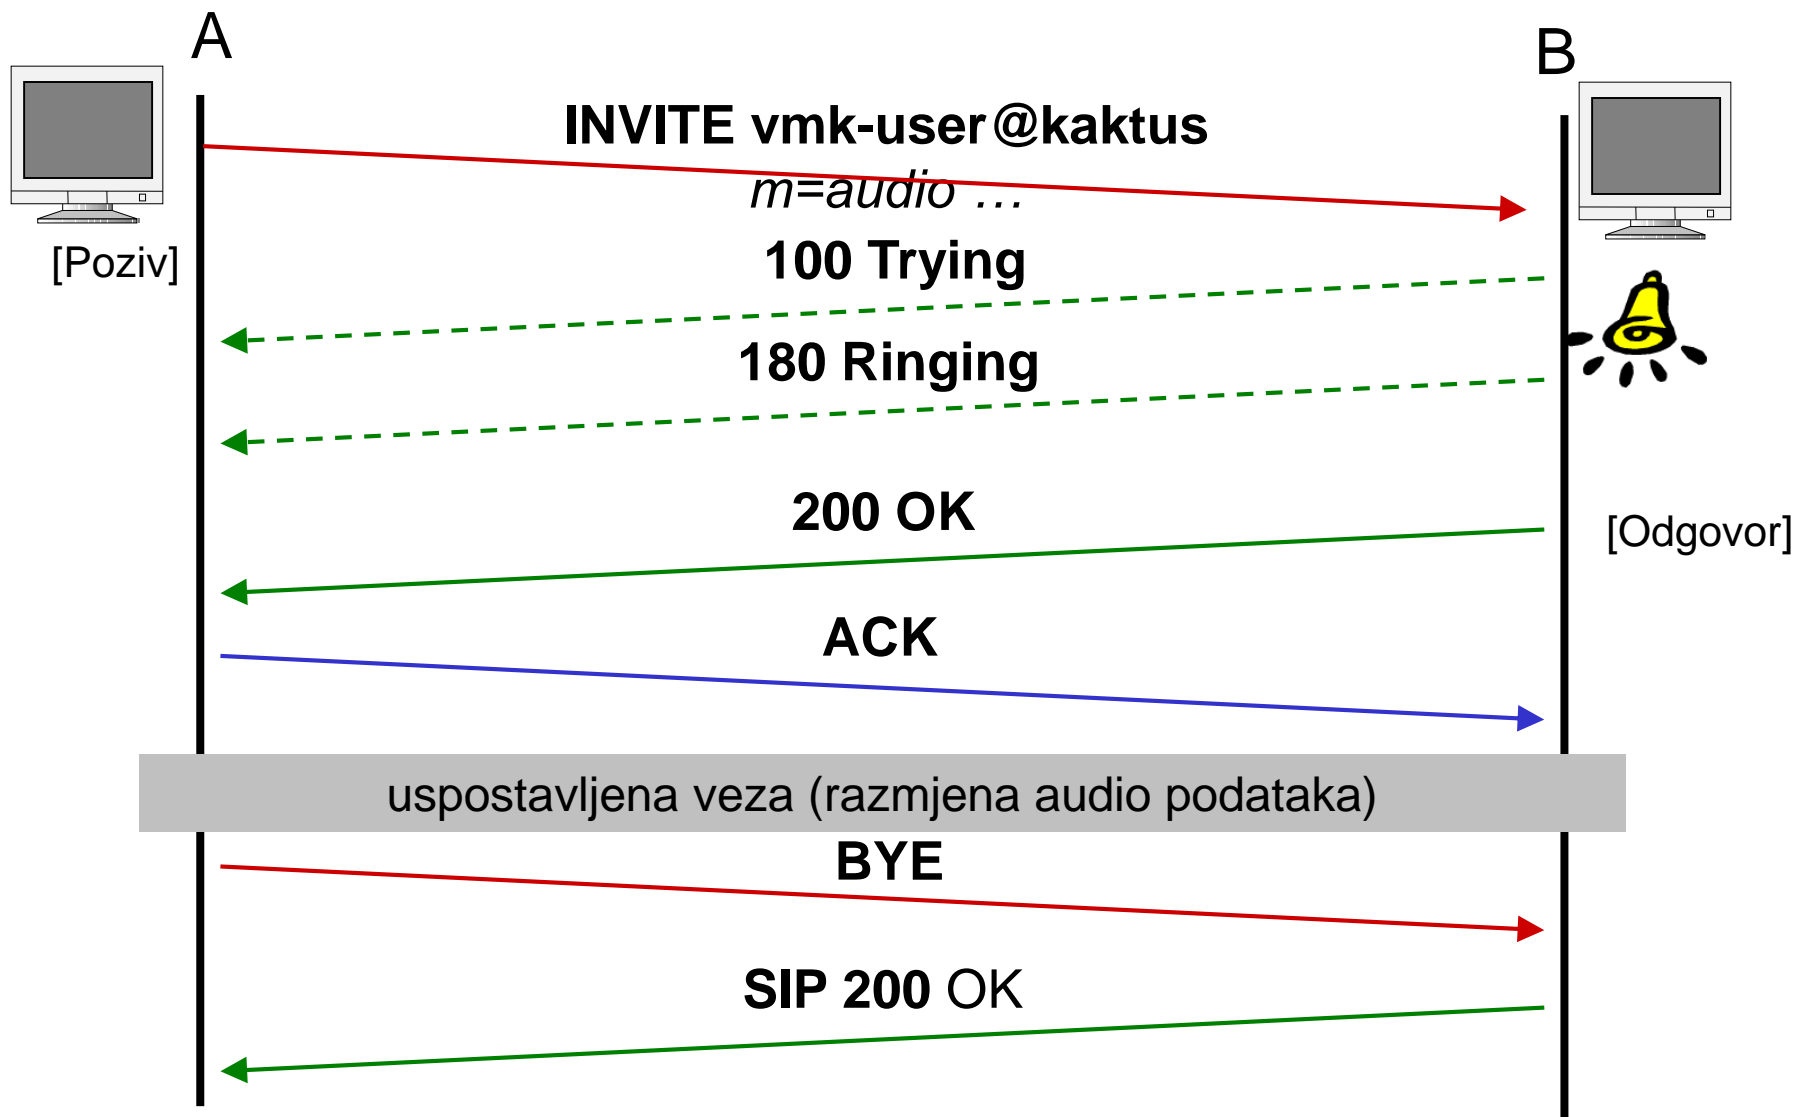 A
B
INVITE vmk-user@kaktus
m=audio …
[Poziv]
100 Trying
180 Ringing
200 OK
[Odgovor]
ACK
uspostavljena veza (razmjena audio podataka)
BYE
SIP 200 OK